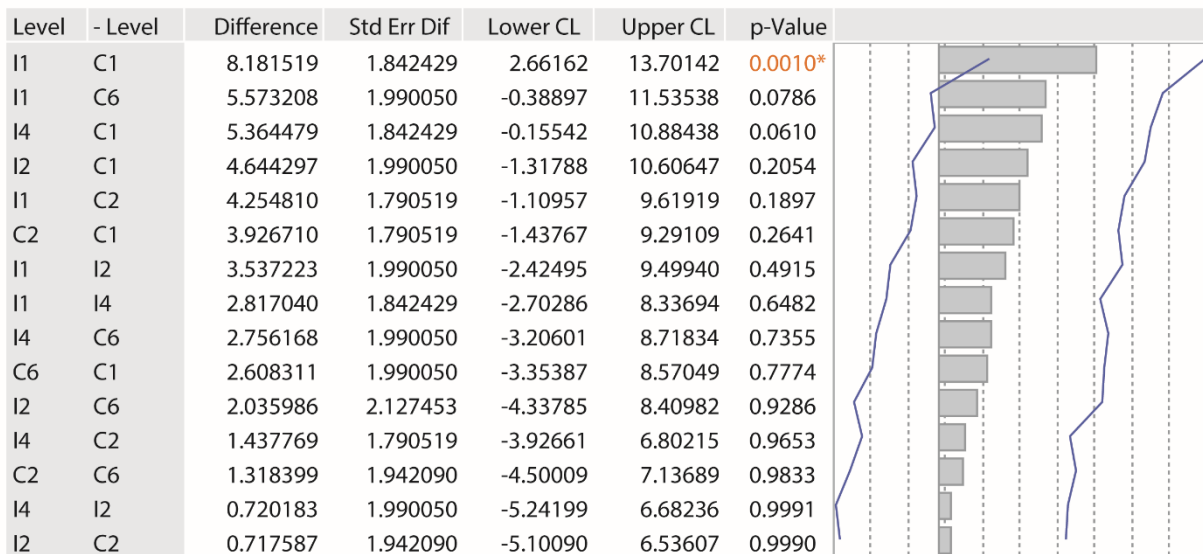 Level - Level Difference Std Err Dif Lower CL Upper CL p-Value
I1 C1 8.181519 1.842429 2.66162 13.70142 0.0010*
I1 C6 5.573208 1.990050 -0.38897 11.53538 0.0786
I4 C1 5.364479 1.842429 -0.15542 10.88438 0.0610
I2 C1 4.644297 1.990050 -1.31788 10.60647 0.2054
I1 C2 4.254810 1.790519 -1.10957 9.61919 0.1897
C2 C1 3.926710 1.790519 -1.43767 9.29109 0.2641
I1 I2 3.537223 1.990050 -2.42495 9.49940 0.4915
I1 I4 2.817040 1.842429 -2.70286 8.33694 0.6482
I4 C6 2.756168 1.990050 -3.20601 8.71834 0.7355
C6 C1 2.608311 1.990050 -3.35387 8.57049 0.7774
I2 C6 2.035986 2.127453 -4.33785 8.40982 0.9286
I4 C2 1.437769 1.790519 -3.92661 6.80215 0.9653
C2 C6 1.318399 1.942090 -4.50009 7.13689 0.9833
I4 I2 0.720183 1.990050 -5.24199 6.68236 0.9991
I2 C2 0.717587 1.942090 -5.10090 6.53607 0.9990